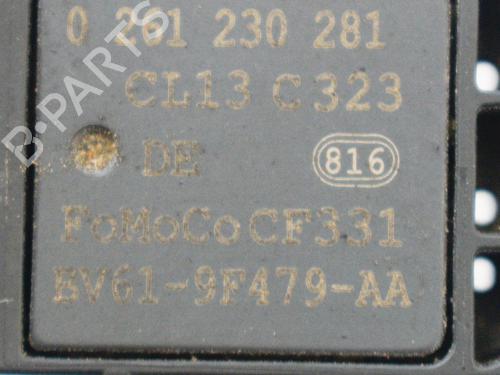 B-PARTS
0 261 230 281
CL13 C323
DE 816
FoMoCo CF331
BV61-9F479-AA